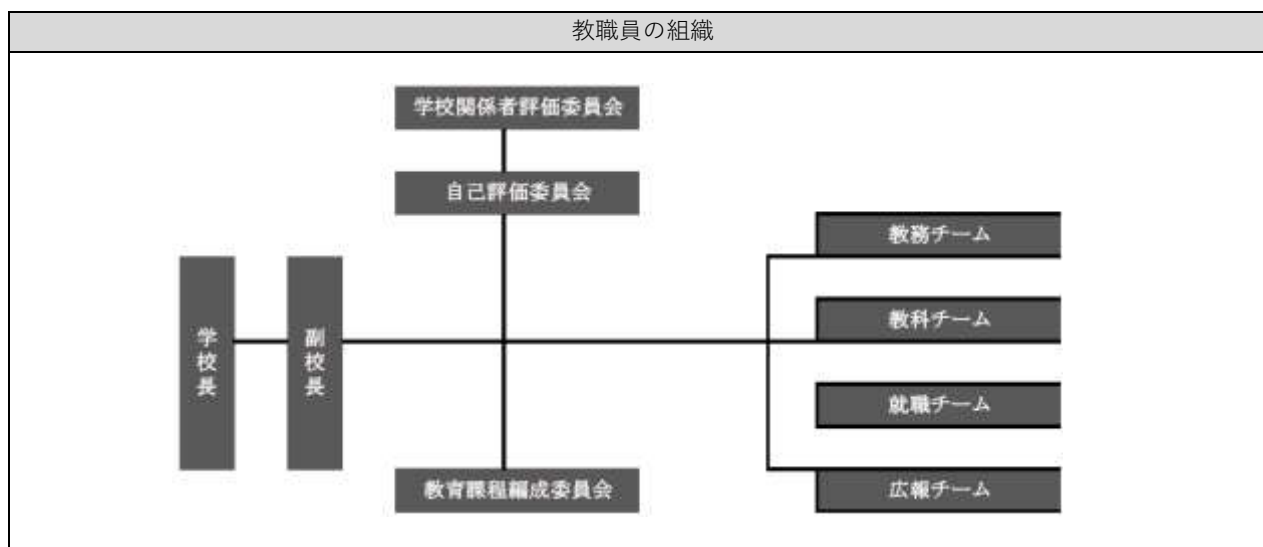 教職員の組織
学校関係者評価委員会
自己評価委員会
学校長
副校長
教務チーム
教科チーム
就職チーム
広報チーム
教育課程編成委員会